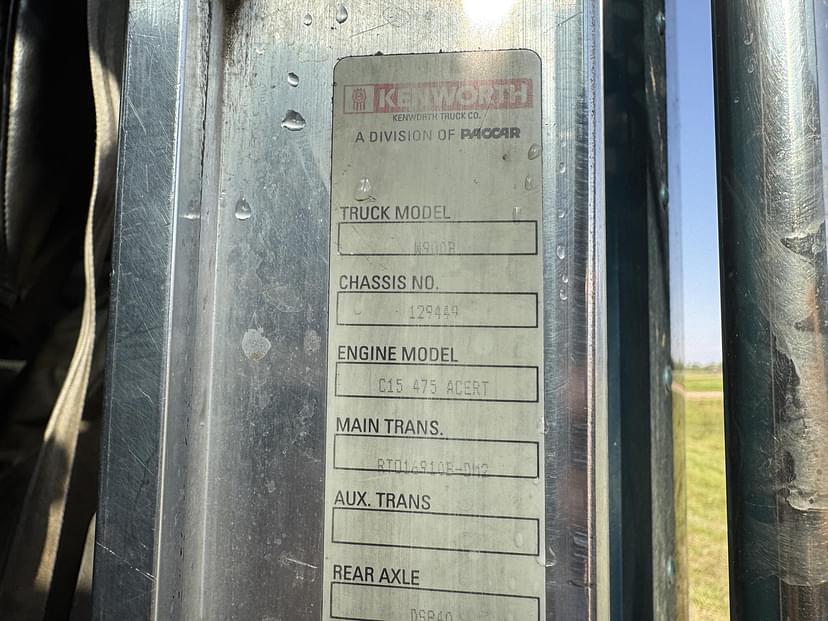 KENWORTH
KENWORTH TRUCK CO.
A DIVISION OF PACCAR
TRUCK MODEL
W900B
CHASSIS NO.
129449
ENGINE MODEL
C15 475 ACERT
MAIN TRANS.
RTO16910B-DM2
AUX. TRANS
REAR AXLE
DSP40